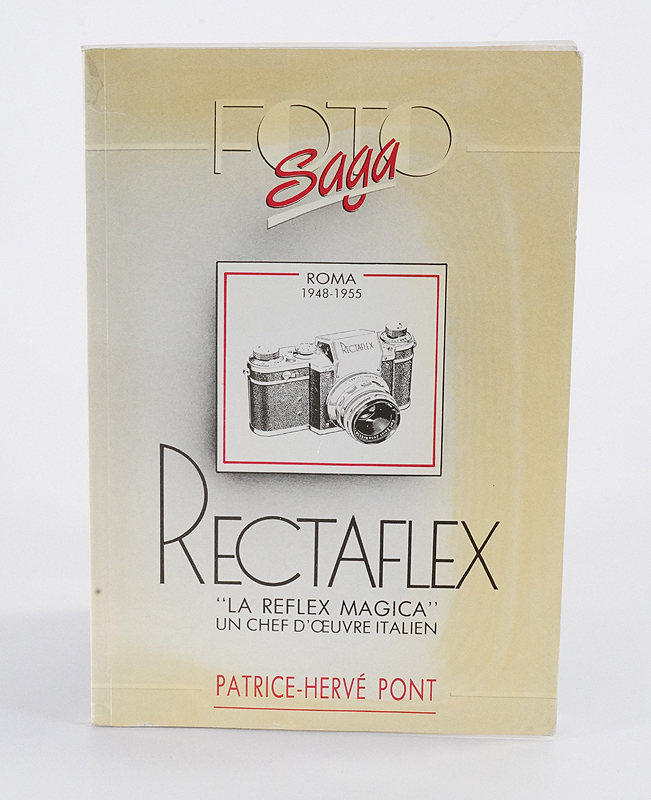 FOTO
Saga
ROMA
1948-1955
RECTAFLEX
RECTAFLEX
"LA REFLEX MAGICA"
UN CHEF D'ŒUVRE ITALIEN
PATRICE-HERVÉ PONT